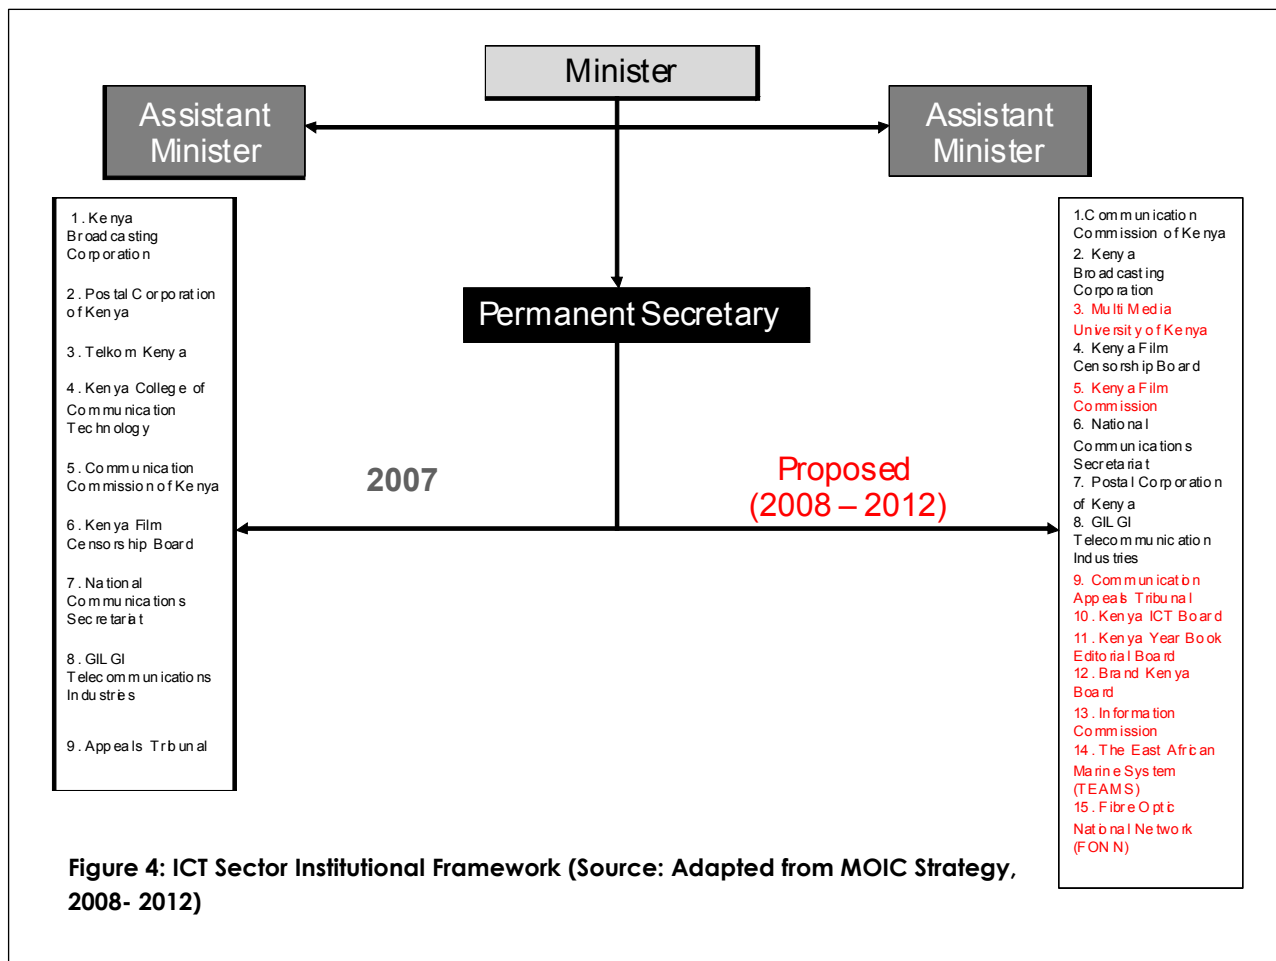 Minister
Assistant
Minister
Assistant
Minister
1. Kenya
Broadcasting
Corporation
2. Postal Corporation
of Kenya
3. Telkom Kenya
4. Kenya College of
Communication
Technology
5. Communication
Commission of Kenya
6. Kenya Film
Censorship Board
7. National
Communications
Secretariat
8. GILGI
Telecommunications
Industries
9. Appeals Tribunal
Permanent Secretary
2007
Proposed
(2008 – 2012)
1.Communication
Commission of Kenya
2. Kenya
Broadcasting
Corporation
3. Multi Media
University of Kenya
4. Kenya Film
Censorship Board
5. Kenya Film
Commission
6. National
Communications
Secretariat
7. Postal Corporation
of Kenya
8. GILGI
Telecommunication
Industries
9. Communication
Appeals Tribunal
10. Kenya ICT Board
11. Kenya Year Book
Editorial Board
12. Brand Kenya
Board
13. Information
Commission
14. The East African
Marine System
(TEAMS)
15. Fibre Optic
National Network
(FONN)
Figure 4: ICT Sector Institutional Framework (Source: Adapted from MOIC Strategy,
2008- 2012)